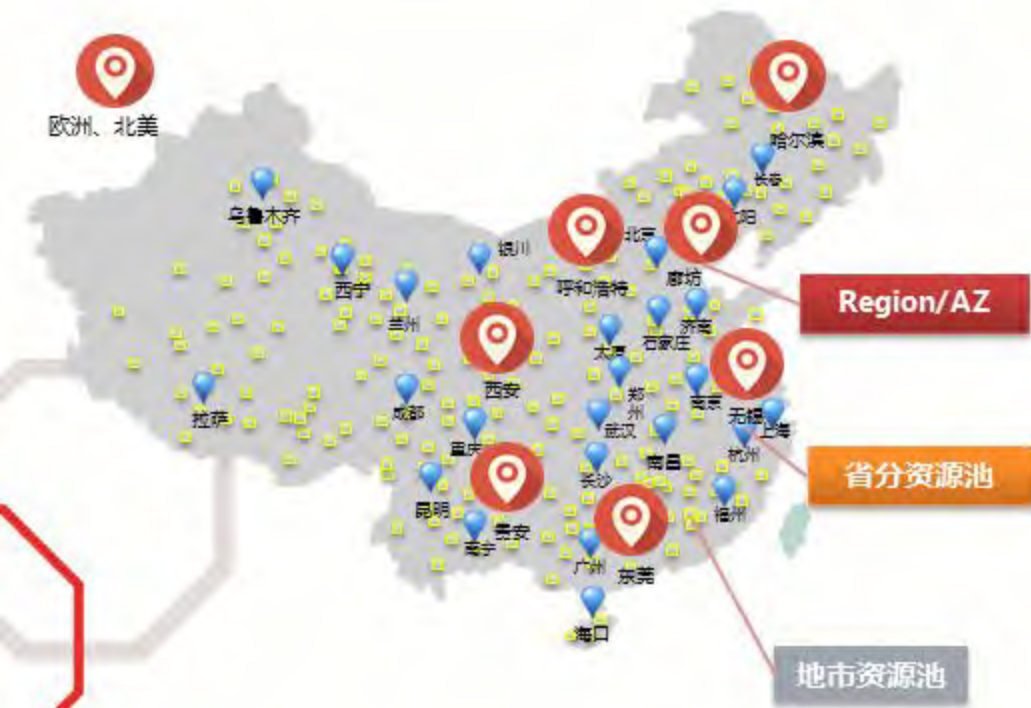 欧洲、北美
哈尔滨
长春
乌鲁木齐
北京
银川
廊坊
西宁
呼和浩特
Region/AZ
兰州
石家庄
济南
太原
西安
郑州
南京
拉萨
成都
无锡
上海
武汉
重庆
南昌
杭州
长沙
省分资源池
昆明
贵安
福州
南宁
广州
东莞
海口
地市资源池